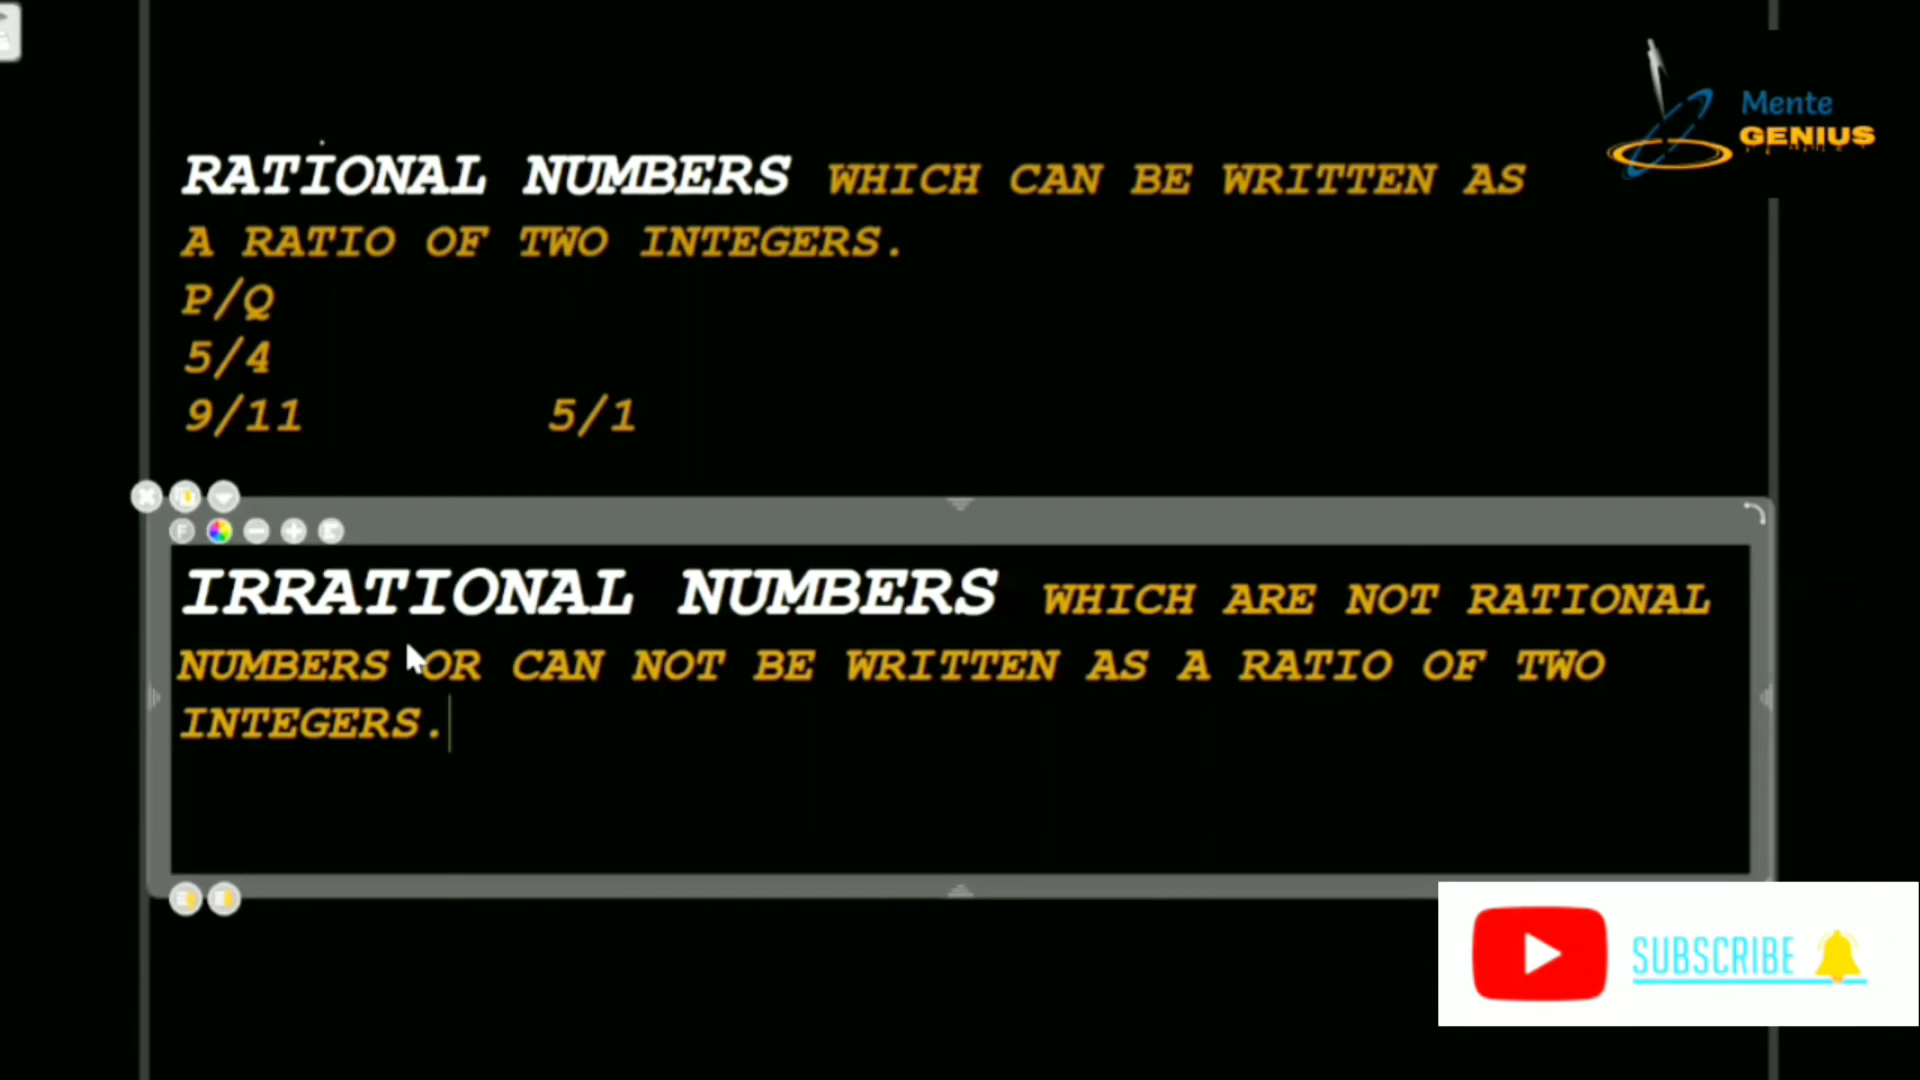 Mente
GENIUS
RATIONAL NUMBERS WHICH CAN BE WRITTEN AS
A RATIO OF TWO INTEGERS.
P/Q
5/4
9/11 5/1
F
IRRATIONAL NUMBERS WHICH ARE NOT RATIONAL
NUMBERS OR CAN NOT BE WRITTEN AS A RATIO OF TWO
INTEGERS.
SUBSCRIBE